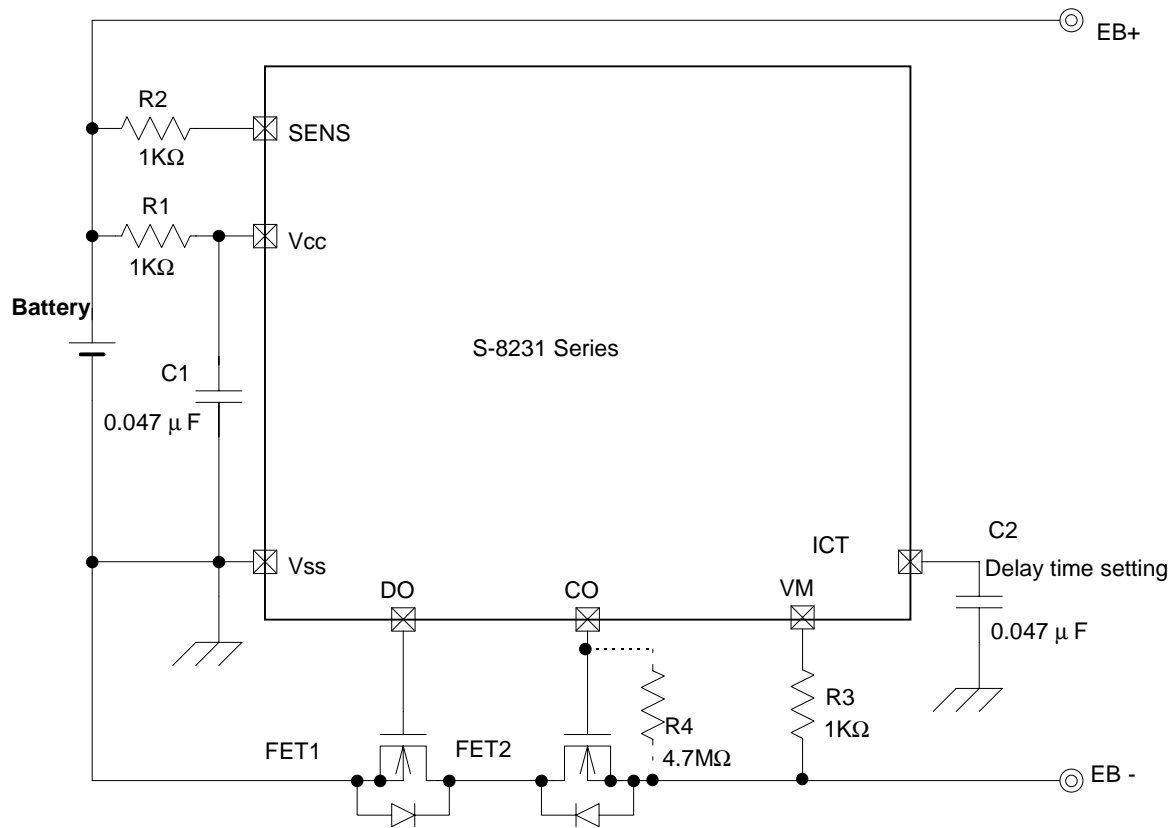 EB+
R2
SENS
1KΩ
R1
Vcc
1KΩ
Battery
S-8231 Series
C1
0.047 μ F
C2
ICT
Vss
Delay time setting
DO
CO
VM
0.047 μ F
R3
R4
1KΩ
FET1
FET2
4.7MΩ
EB -